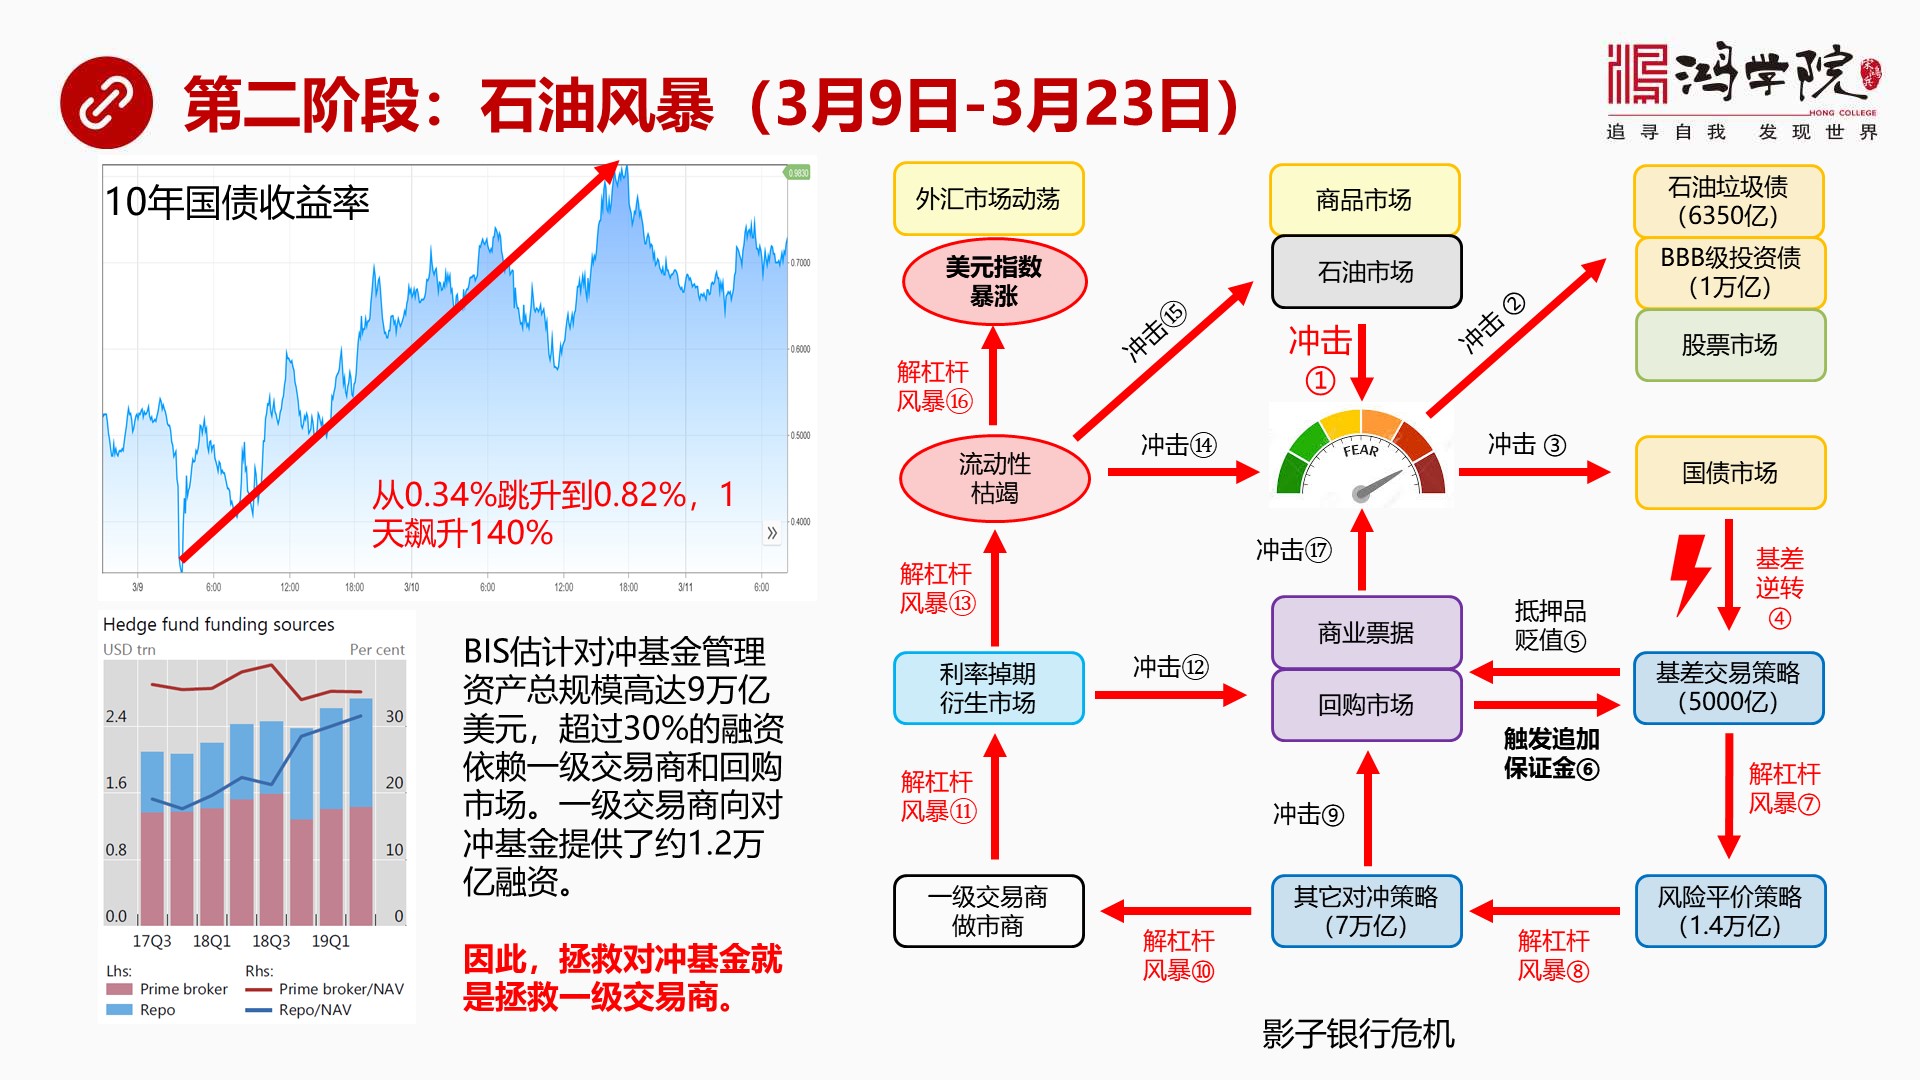 第二阶段：石油风暴（3月9日-3月23日）
鸿学院
HONG COLLEGE
追寻自我 发现世界
10年国债收益率
0.9830
0.7000
0.6000
0.5000
0.4000
从0.34%跳升到0.82%，1
天飙升140%
»
3/9 6:00 12:00 18:00 3/10 6:00 12:00 18:00 3/11 6:00
Hedge fund funding sources
USD trn Per cent
2.4 30
1.6 20
0.8 10
0.0 0
17Q3 18Q1 18Q3 19Q1
Lhs: Rhs:
Prime broker Prime broker/NAV
Repo Repo/NAV
BIS估计对冲基金管理
资产总规模高达9万亿
美元，超过30%的融资
依赖一级交易商和回购
市场。一级交易商向对
冲基金提供了约1.2万
亿融资。
因此，拯救对冲基金就
是拯救一级交易商。
外汇市场动荡
美元指数
暴涨
解杠杆
风暴⑯
流动性
枯竭
解杠杆
风暴⑬
利率掉期
衍生市场
解杠杆
风暴⑪
一级交易商
做市商
冲击⑮
冲击⑭
冲击⑫
解杠杆
风暴⑩
商品市场
石油市场
冲击
①
FEAR
冲击⑰
商业票据
回购市场
冲击⑨
其它对冲策略
(7万亿)
冲击②
冲击 ③
抵押品
贬值⑤
触发追加
保证金⑥
解杠杆
风暴⑧
石油垃圾债
(6350亿)
BBB级投资债
(1万亿)
股票市场
国债市场
基差
逆转
④
基差交易策略
(5000亿)
解杠杆
风暴⑦
风险平价策略
(1.4万亿)
影子银行危机